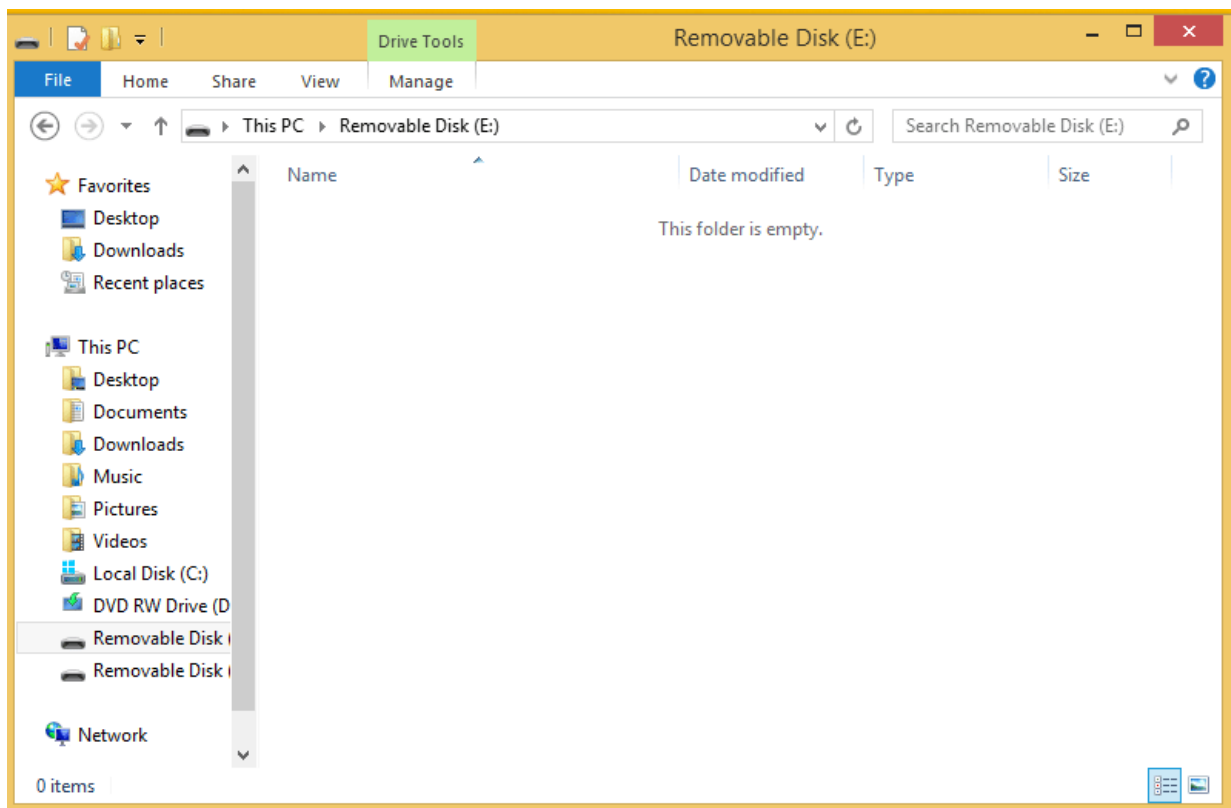 Drive Tools
Removable Disk (E:)
File Home Share View Manage
This PC Removable Disk (E:)
Search Removable Disk (E:)
Name Date modified Type Size
This folder is empty.
Favorites
Desktop
Downloads
Recent places
This PC
Desktop
Documents
Downloads
Music
Pictures
Videos
Local Disk (C:)
DVD RW Drive (D
Removable Disk (
Removable Disk (
Network
0 items